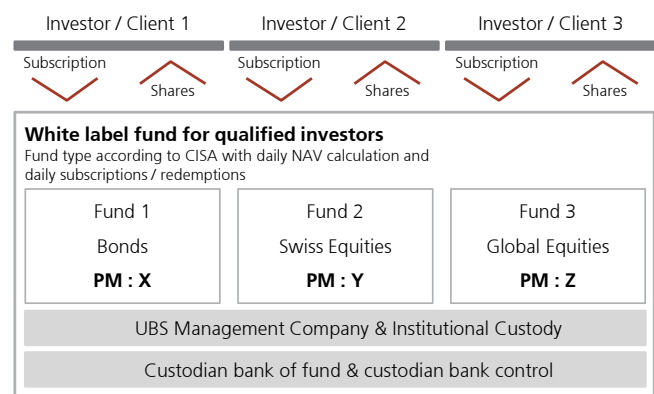 Investor / Client 1
Investor / Client 2
Investor / Client 3
Subscription
Shares
Subscription
Shares
Subscription
Shares
White label fund for qualified investors
Fund type according to CISA with daily NAV calculation and
daily subscriptions / redemptions
Fund 1
Bonds
PM : X
Fund 2
Swiss Equities
PM : Y
Fund 3
Global Equities
PM : Z
UBS Management Company & Institutional Custody
Custodian bank of fund & custodian bank control